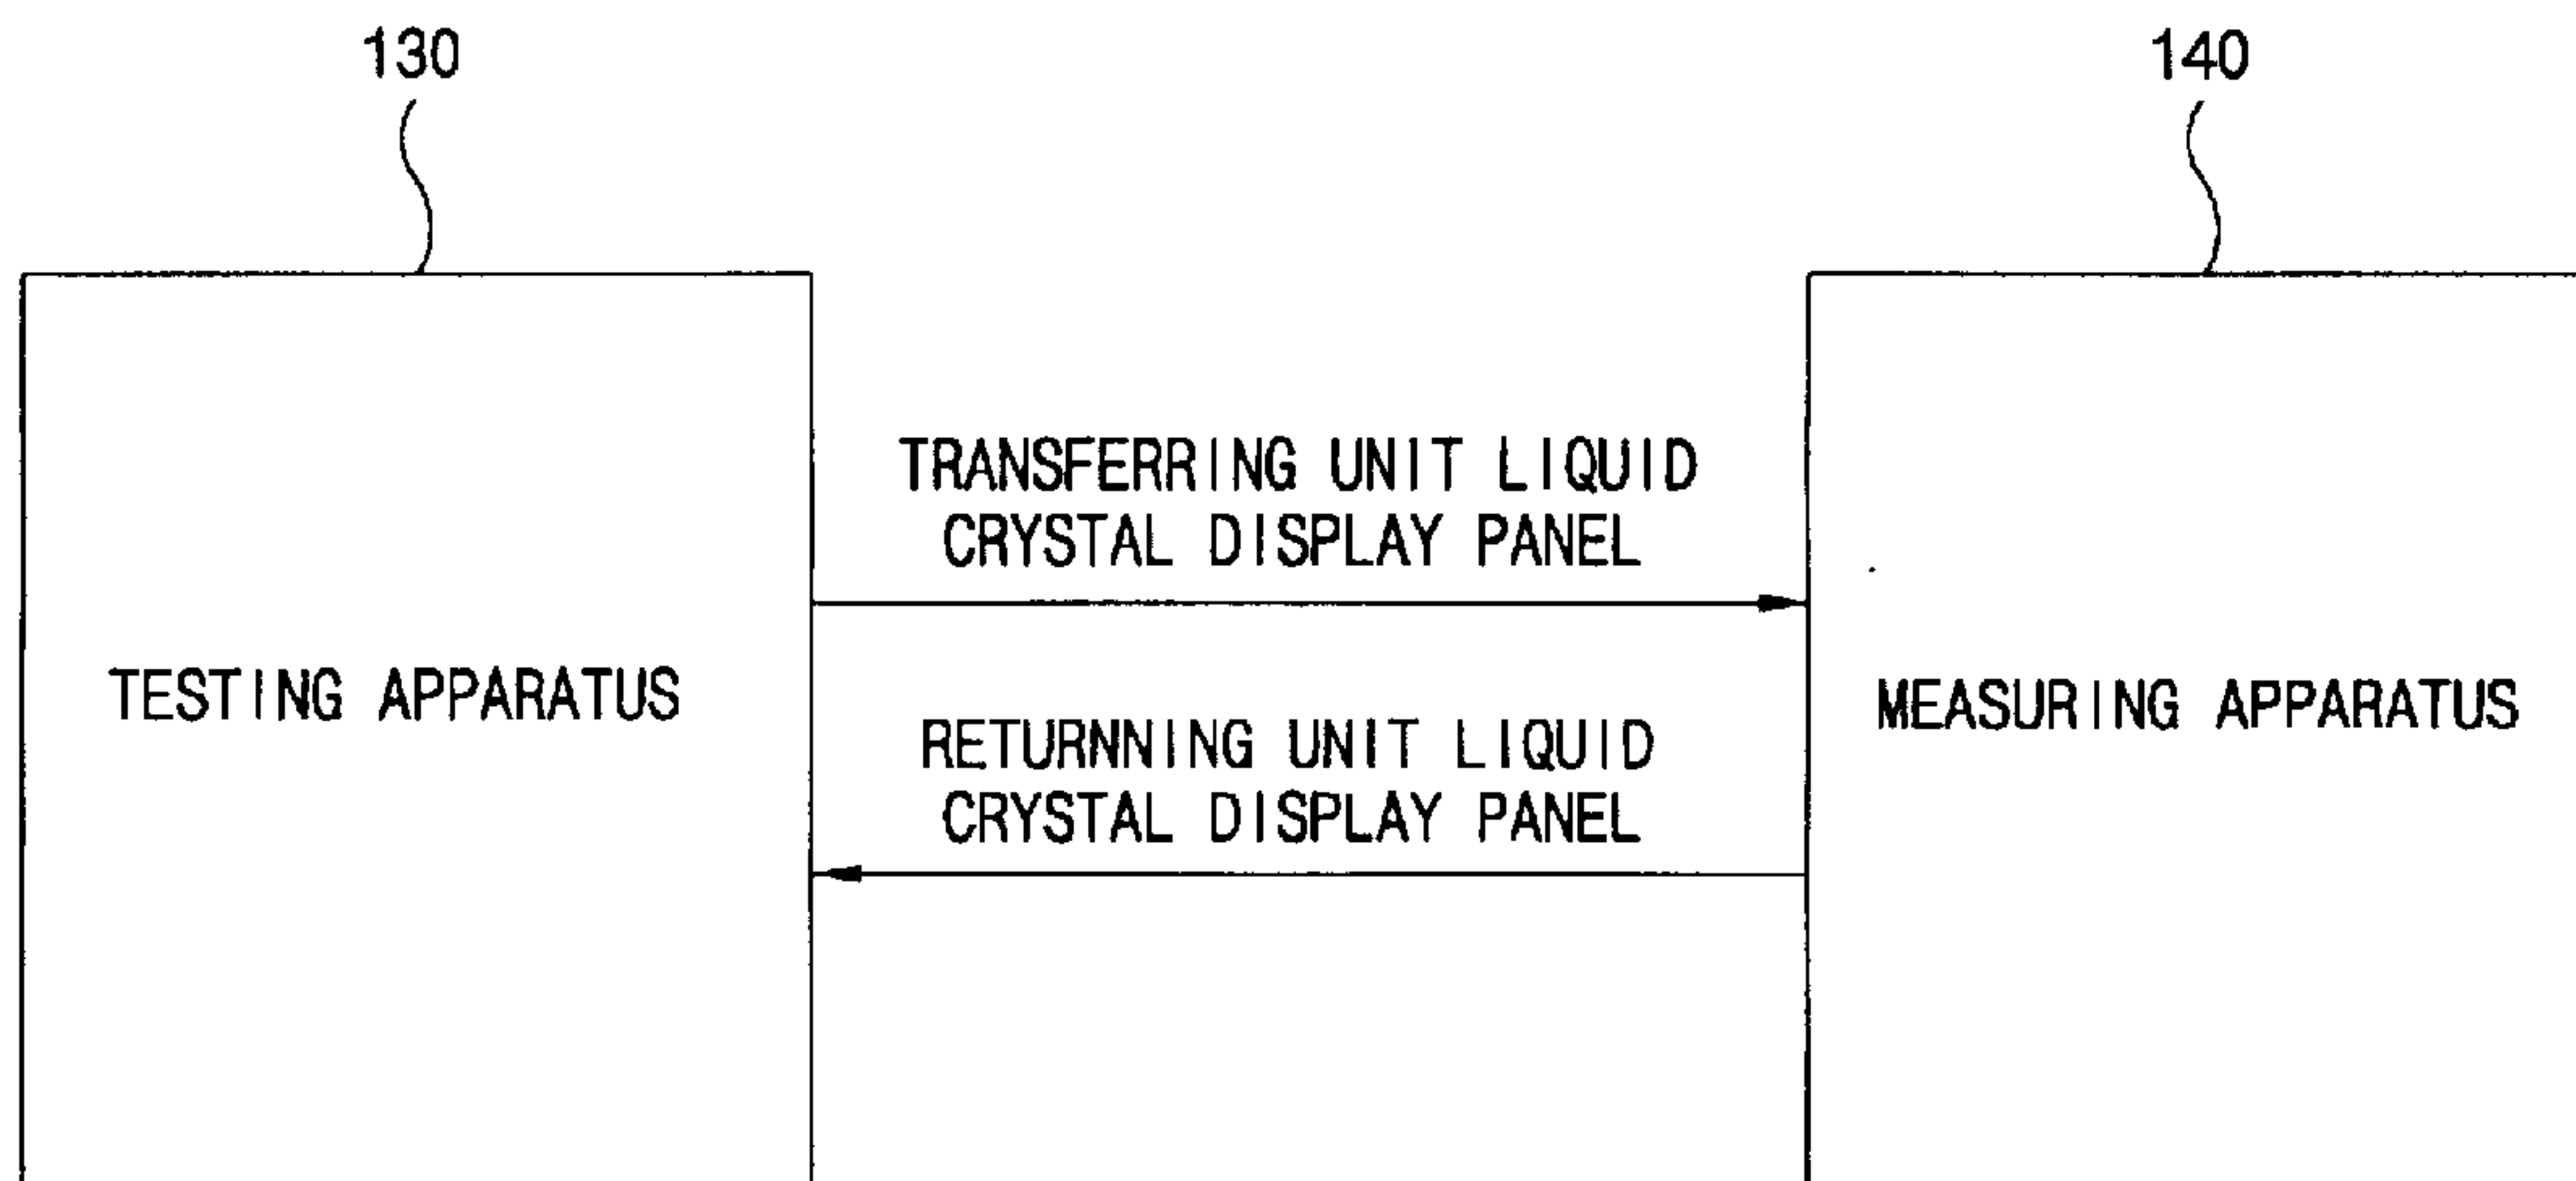 130
140
TRANSFERRING UNIT LIQUID
CRYSTAL DISPLAY PANEL
TESTING APPARATUS
MEASURING APPARATUS
RETURNNING UNIT LIQUID
CRYSTAL DISPLAY PANEL